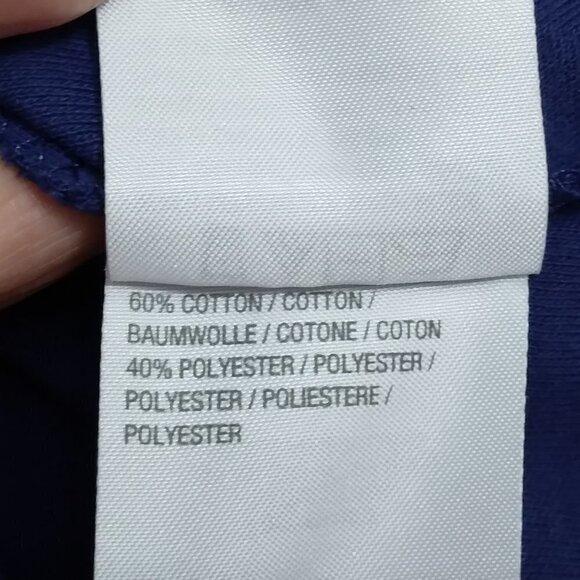 60% COTTON / COTTON /
BAUMWOLLE / COTONE / COTON
40% POLYESTER / POLYESTER /
POLYESTER / POLIESTERE /
POLYESTER